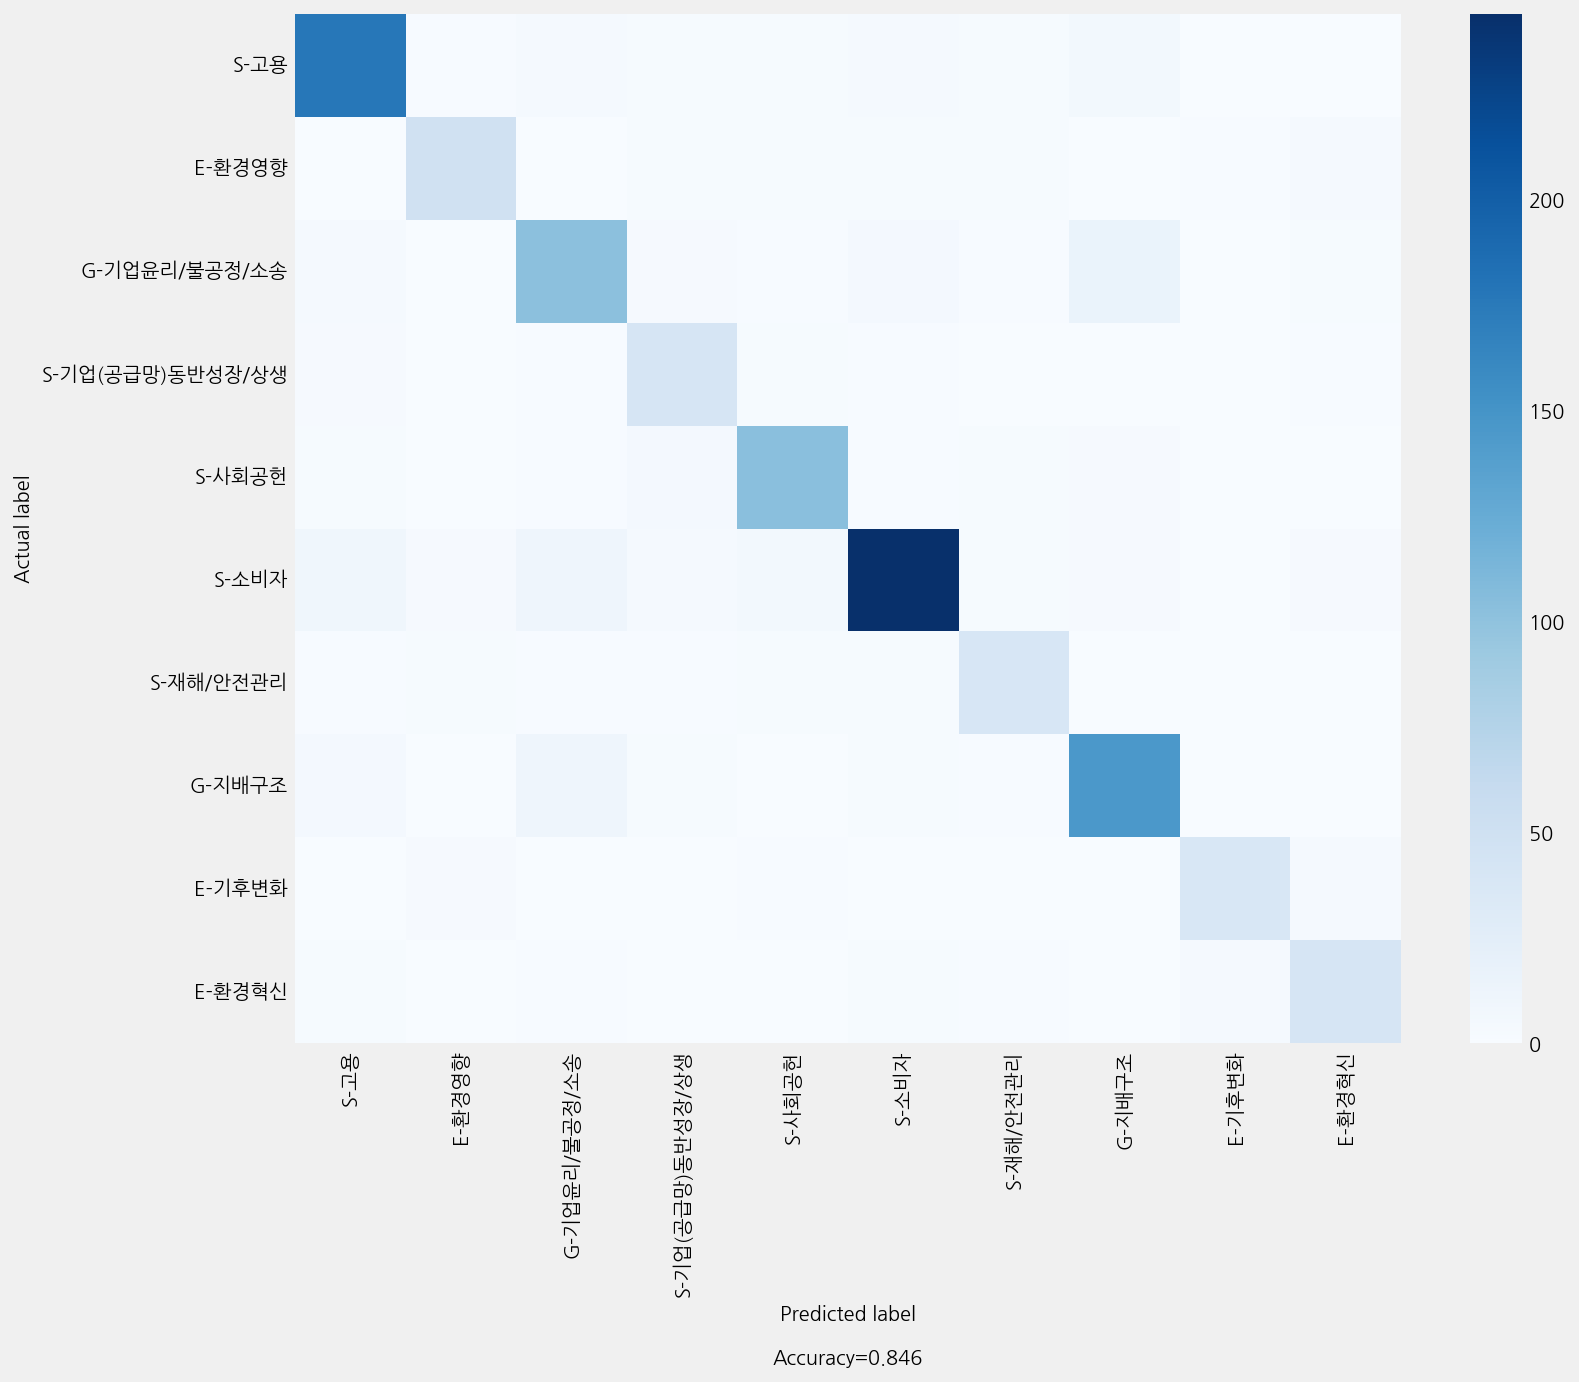 S-고용
E-환경영향
G-기업윤리/불공정/소송
S-기업(공급망)동반성장/상생
S-사회공헌
S-소비자
S-재해/안전관리
G-지배구조
E-기후변화
E-환경혁신
Actual label
S-고용
E-환경영향
G-기업윤리/불공정/소송
S-기업(공급망)동반성장/상생
S-사회공헌
S-소비자
S-재해/안전관리
G-지배구조
E-기후변화
E-환경혁신
Predicted label
Accuracy=0.846
200
150
100
50
0